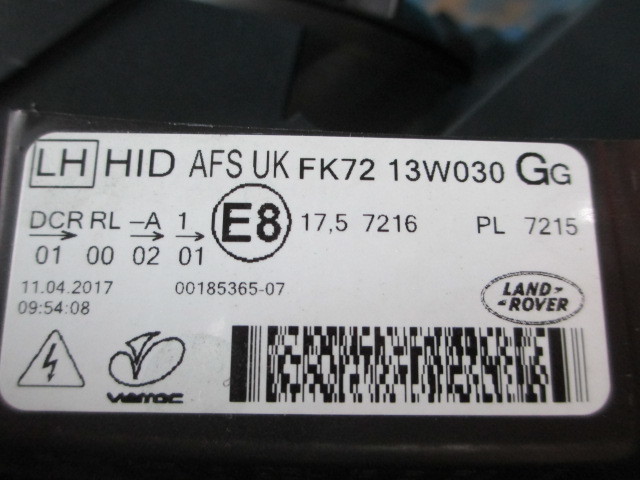 LH HID AFS UK FK72 13W030 GG
DCR RL -A 1 E8 17,5 7216 PL 7215
01 00 02 01
11.04.2017 00185365-07
09:54:08
LAND-
-ROVER